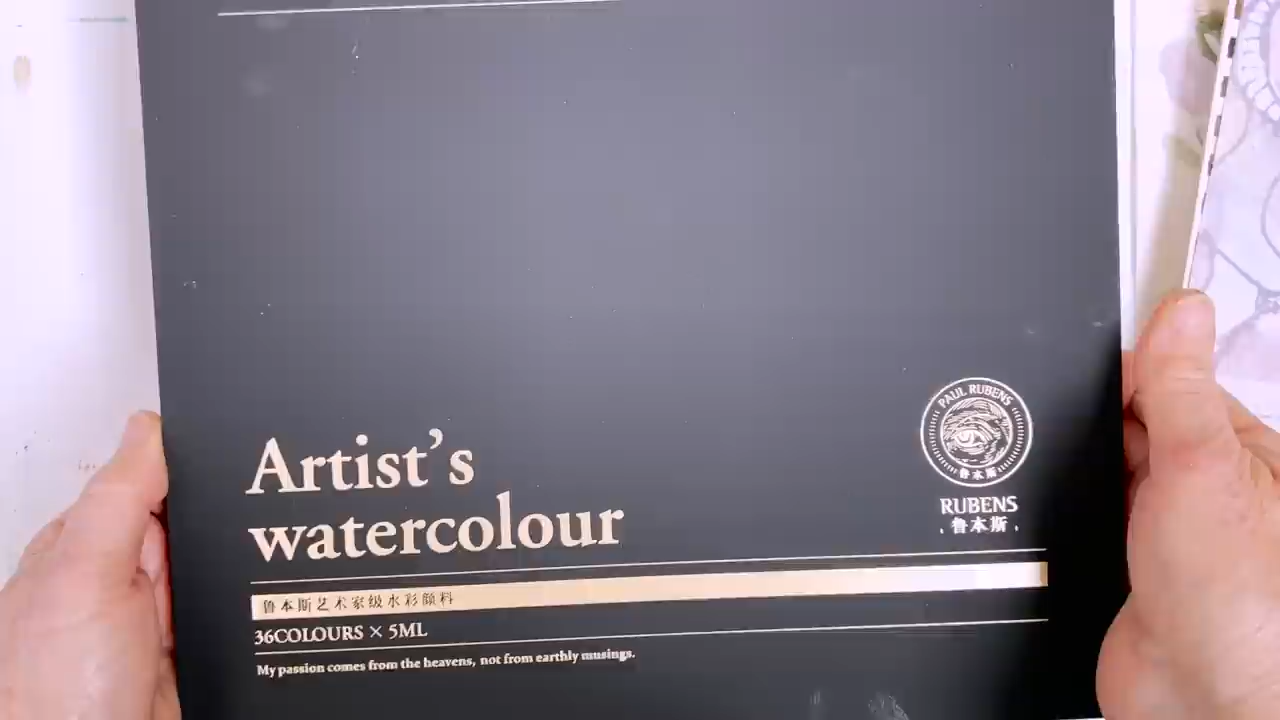 PAUL RUBENS
鲁本斯
RUBENS
·鲁本斯·
Artist's
watercolour
鲁本斯艺术家级水彩颜料
36COLOURS × 5ML
My passion comes from the heavens, not from earthly musings.